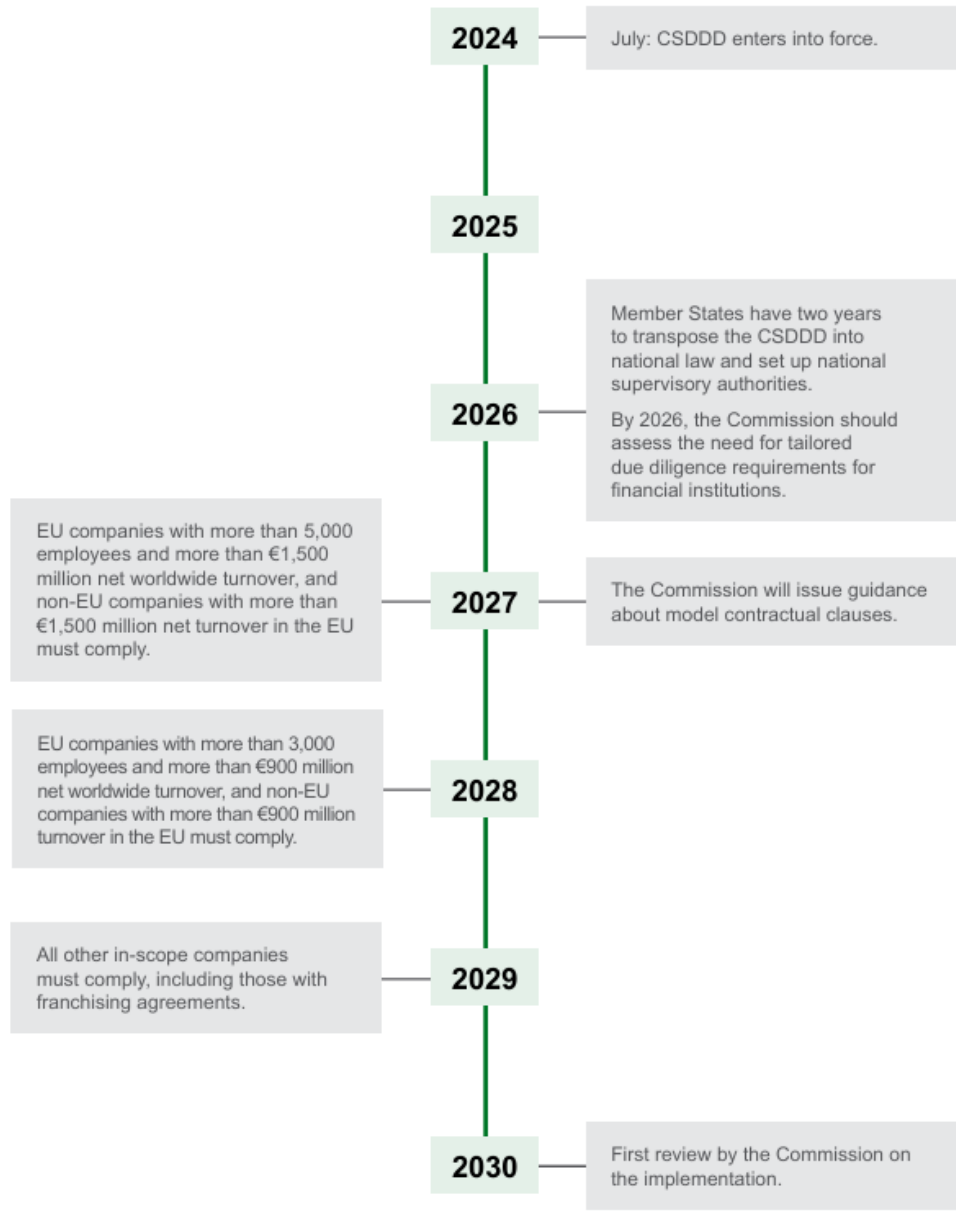 2024
July: CSDDD enters into force.
2025
Member States have two years
to transpose the CSDDD into
national law and set up national
supervisory authorities.
2026
By 2026, the Commission should
assess the need for tailored
due diligence requirements for
financial institutions.
EU companies with more than 5,000
employees and more than €1,500
million net worldwide turnover, and
non-EU companies with more than
€1,500 million net turnover in the EU
must comply.
2027
The Commission will issue guidance
about model contractual clauses.
EU companies with more than 3,000
employees and more than €900 million
net worldwide turnover, and non-EU
companies with more than €900 million
turnover in the EU must comply.
2028
All other in-scope companies
must comply, including those with
franchising agreements.
2029
2030
First review by the Commission on
the implementation.